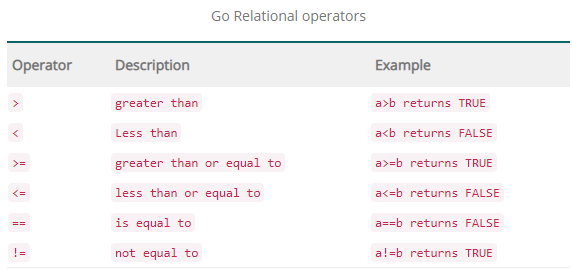 Go Relational operators
Operator Description Example
> greater than a>b returns TRUE
< Less than a<b returns FALSE
>= greater than or equal to a>=b returns TRUE
<= less than or equal to a<=b returns FALSE
== is equal to a==b returns FALSE
!= not equal to a!=b returns TRUE